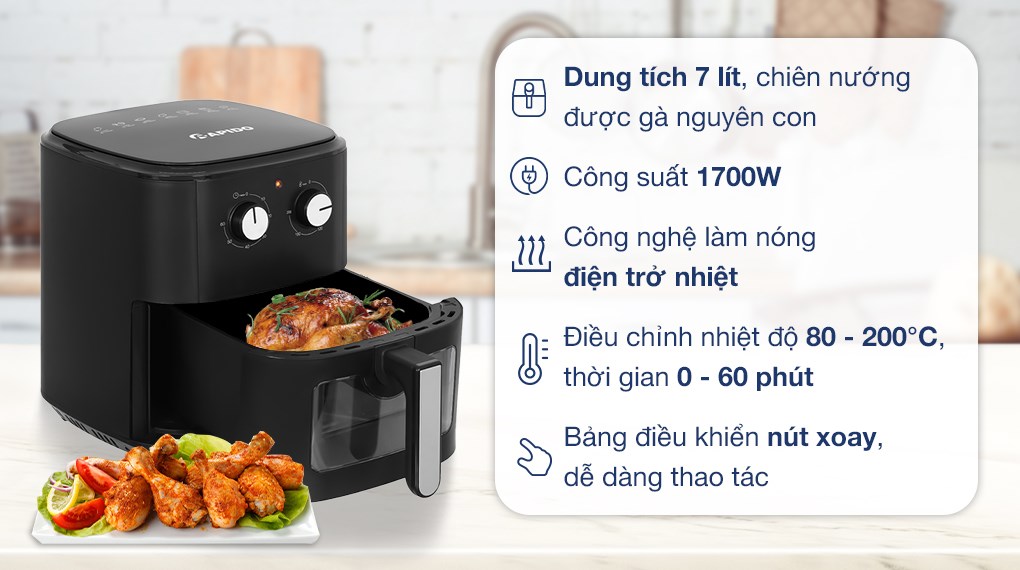 RAPIDO
Dung tích 7 lít, chiên nướng
được gà nguyên con
Công suất 1700W
Công nghệ làm nóng
điện trở nhiệt
Điều chỉnh nhiệt độ 80 - 200°C,
thời gian 0 - 60 phút
Bảng điều khiển nút xoay,
dễ dàng thao tác